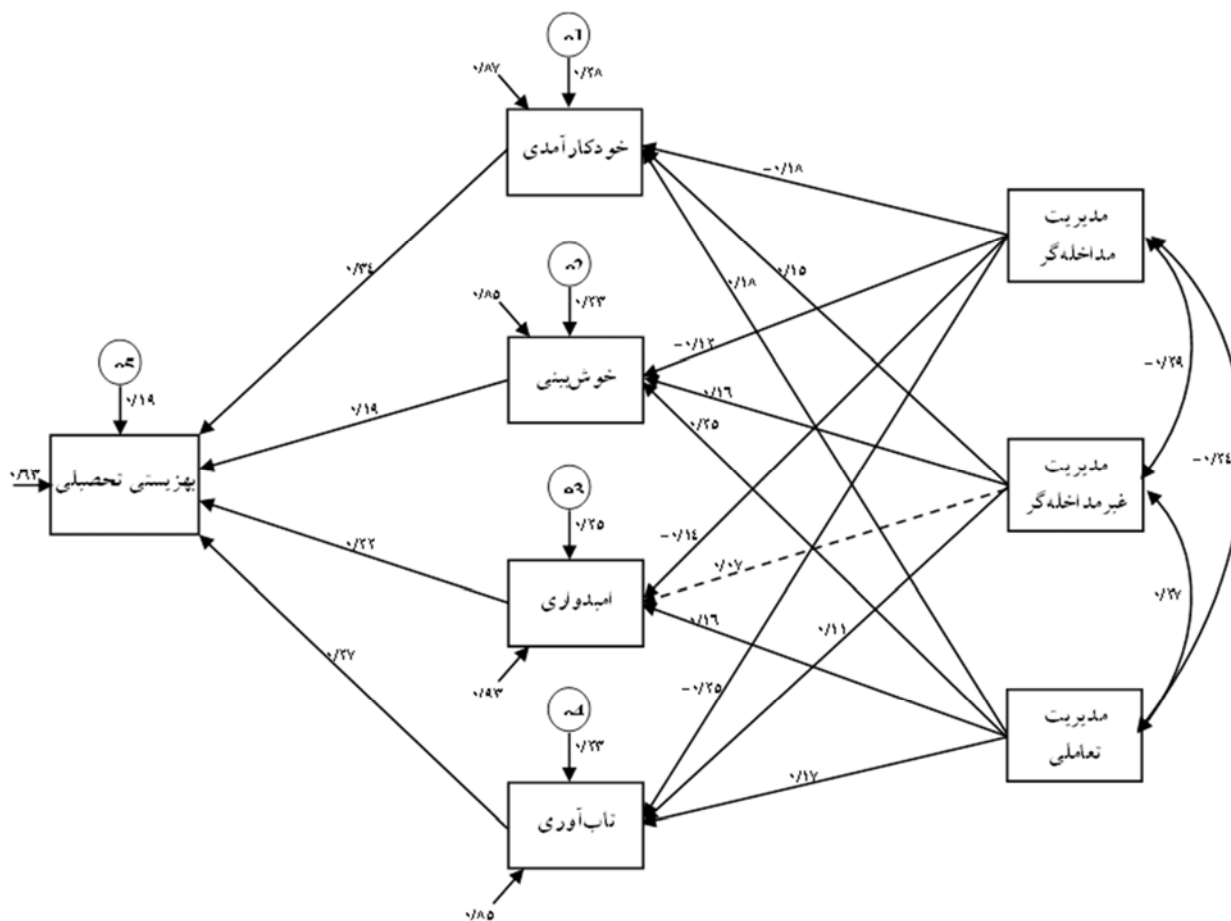 e1
۰/۸۷
۰/۲۸
خودکارآمدی
-۰/۱۸
مدیریت
مداخله‌گر
e2
۰/۳۴
۰/۸۵
۰/۲۳
۰/۱۵
۰/۱۸
خوش‌بینی
-۰/۱۲
-۰/۲۹
e5
۰/۱۹
۰/۱۹
۰/۱۶
۰/۲۵
مدیریت
غیرمداخله‌گر
-۰/۲۴
۰/۶۳
بهزیستی تحصیلی
e3
۰/۲۵
۰/۲۲
-۰/۱۴
۰/۰۷
امیدواری
۰/۱۶
۰/۱۱
۰/۲۷
۰/۹۳
۰/۲۷
-۰/۲۵
e4
۰/۲۳
مدیریت
تعاملی
۰/۱۷
تاب‌آوری
۰/۸۵